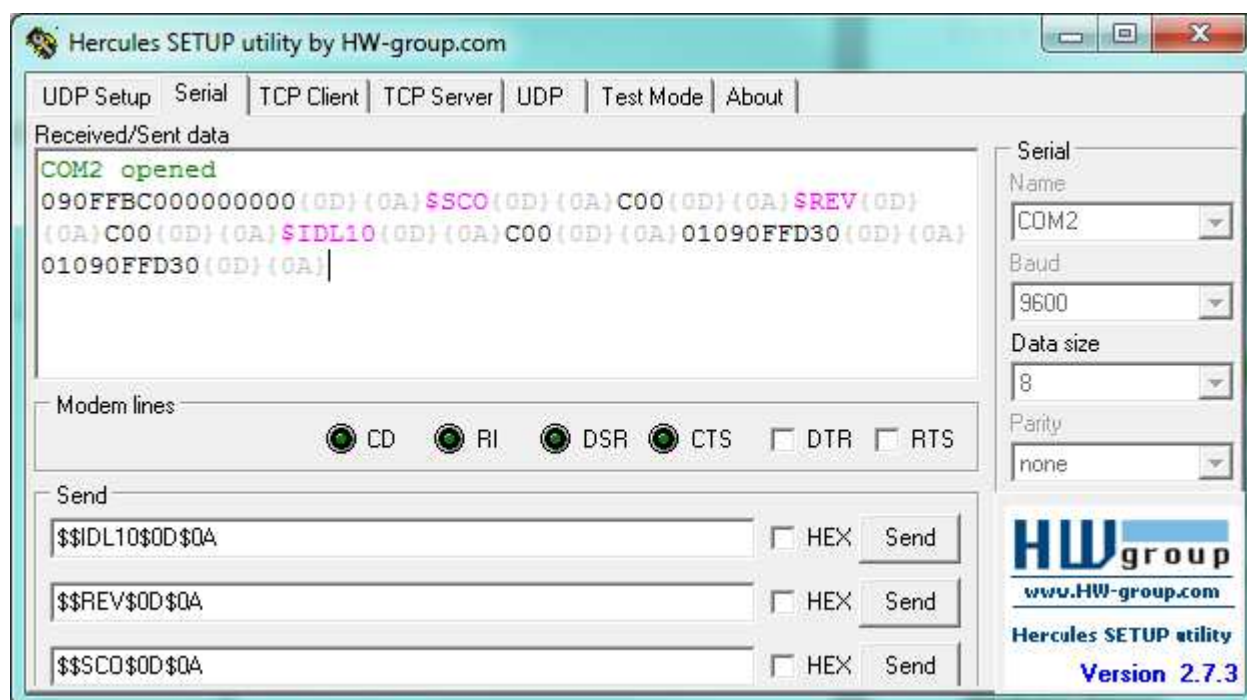 Hercules SETUP utility by HW-group.com
UDP Setup Serial TCP Client TCP Server UDP Test Mode About
Received/Sent data
COM2 opened
090FFBC000000000{0D}{0A}$SCO{0D}{0A}C00{0D}{0A}$REV{0D}
{0A}C00{0D}{0A}$IDL10{0D}{0A}C00{0D}{0A}01090FFD30{0D}{0A}
01090FFD30{0D}{0A}
Modem lines
CD RI DSR CTS DTR RTS
Send
$$IDL10$0D$0A HEX Send
$$REV$0D$0A HEX Send
$$SCO$0D$0A HEX Send
Serial
Name
COM2
Baud
9600
Data size
8
Parity
none
HW group
www.HW-group.com
Hercules SETUP utility
Version 2.7.3